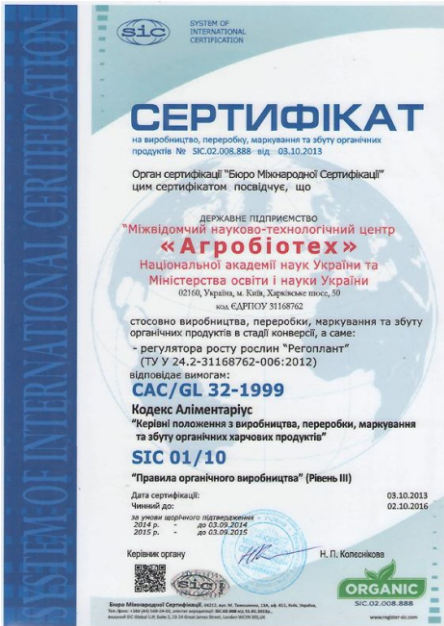 SYSTEM OF INTERNATIONAL CERTIFICATION
sic
SYSTEM OF
INTERNATIONAL
CERTIFICATION
СЕРТИФІКАТ
на виробництво, переробку, маркування та збуту органічних
продуктів № SIC.02.008.888 від 03.10.2013
Орган сертифікації "Бюро Міжнародної Сертифікації"
цим сертифікатом посвідчує, що
ДЕРЖАВНЕ ПІДПРИЄМСТВО
"Міжвідомчий науково-технологічний центр
«Агробіотех»
Національної академії наук України та
Міністерства освіти і науки України
02160, Україна, м. Київ, Харківське шосе, 50
код ЄДРПОУ 31168762
стосовно виробництва, переробки, маркування та збуту
органічних продуктів в стадії конверсії, а саме:
- регулятора росту рослин "Регоплант"
(ТУ У 24.2-31168762-006:2012)
відповідає вимогам:
CAC/GL 32-1999
Кодекс Аліментаріус
"Керівні положення з виробництва, переробки, маркування
та збуту органічних харчових продуктів"
SIC 01/10
"Правила органічного виробництва" (Рівень III)
Дата сертифікації: 03.10.2013
Чинний до: 02.10.2016
за умови щорічного підтвердження
2014 р. - до 03.09.2014
2015 р. - до 03.09.2015
Керівник органу Н. П. Колєснікова
sic
ORGANIC
SIC.02.008.888
Бюро Міжнародної Сертифікації
www.register-sic.com